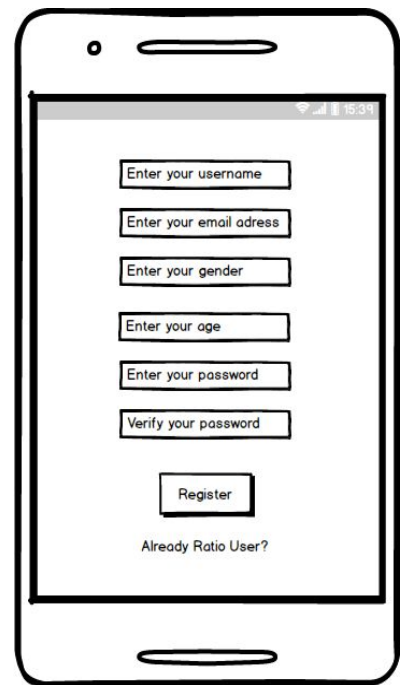 15:39
Enter your username
Enter your email adress
Enter your gender
Enter your age
Enter your password
Verify your password
Register
Already Ratio User?